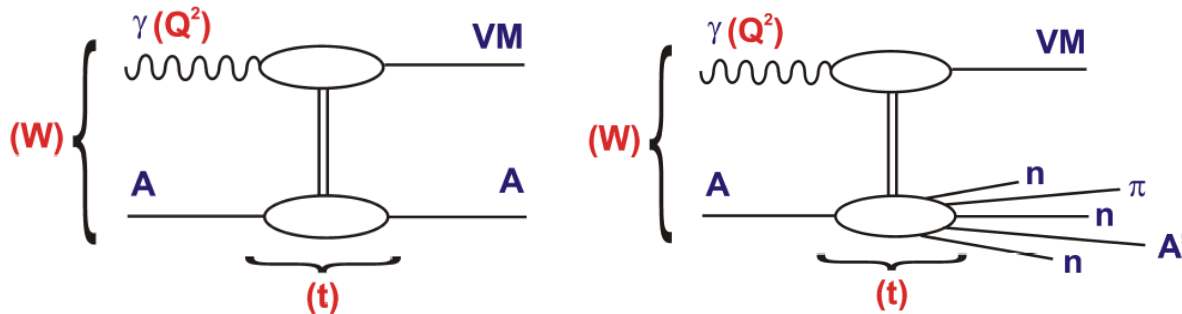 γ (Q²) VM
(W)
A A
(t)
γ (Q²) VM
(W)
A n π n A' n
(t)